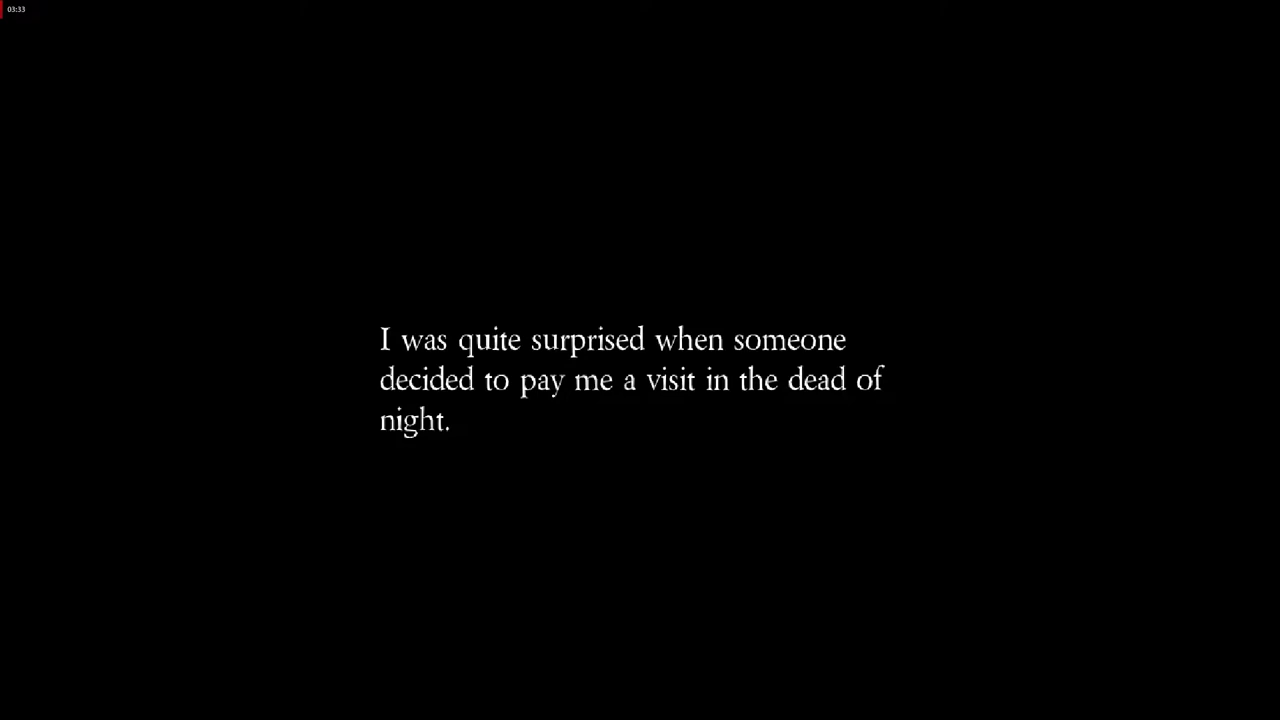 03:33
I was quite surprised when someone
decided to pay me a visit in the dead of
night.